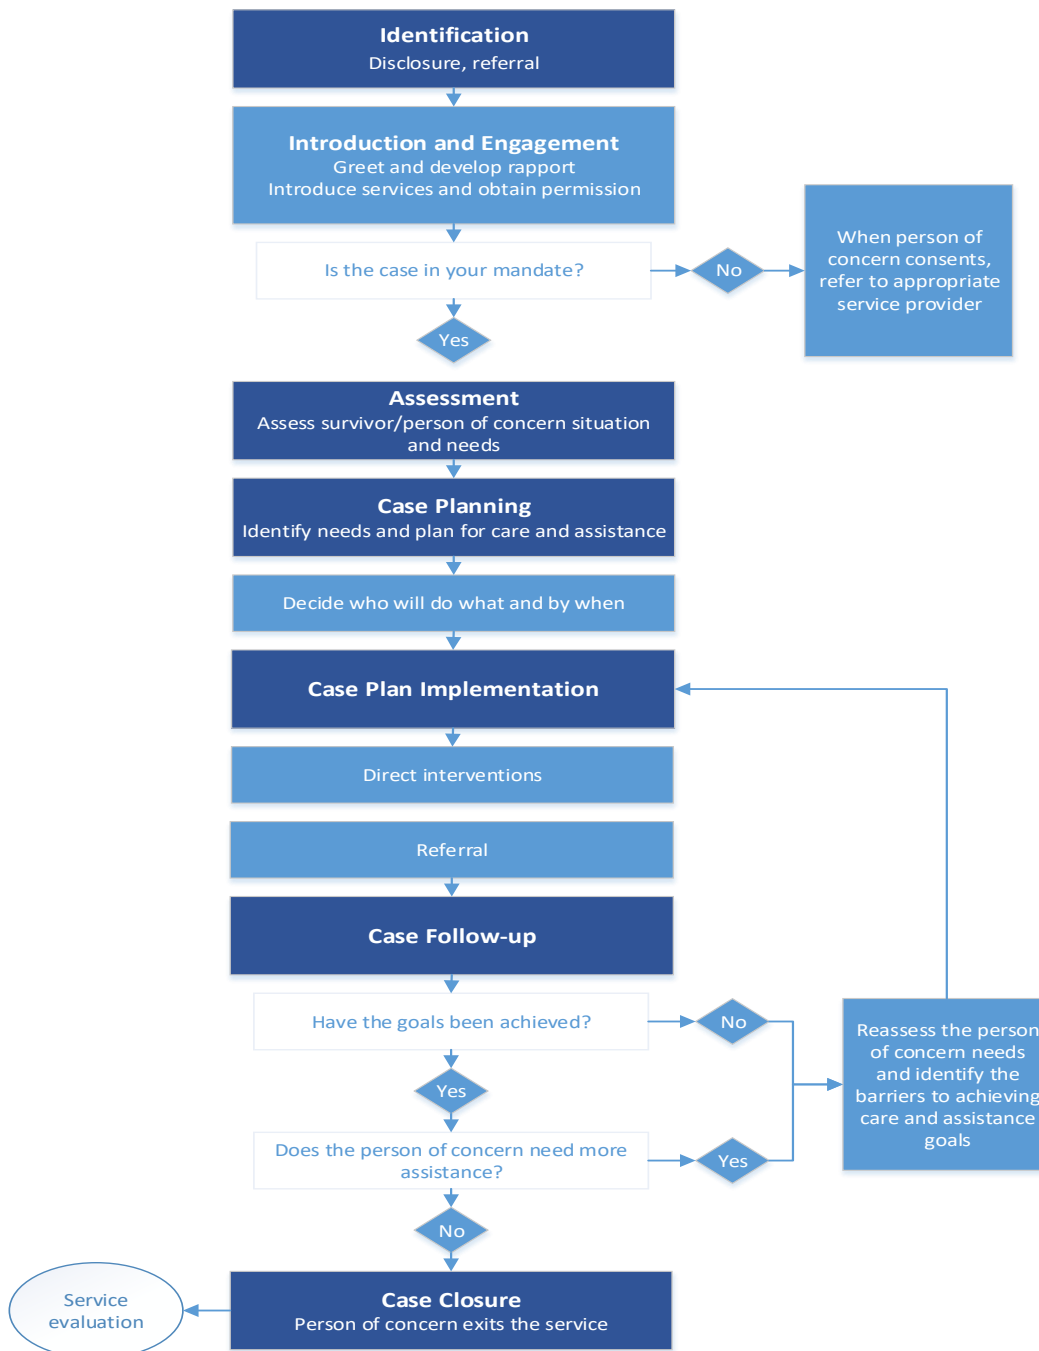 Identification
Disclosure, referral
Introduction and Engagement
Greet and develop rapport
Introduce services and obtain permission
Is the case in your mandate?
No
When person of
concern consents,
refer to appropriate
service provider
Yes
Assessment
Assess survivor/person of concern situation
and needs
Case Planning
Identify needs and plan for care and assistance
Decide who will do what and by when
Case Plan Implementation
Direct interventions
Referral
Case Follow-up
Have the goals been achieved?
No
Reassess the person
of concern needs
and identify the
barriers to achieving
care and assistance
goals
Yes
Does the person of concern need more
assistance?
Yes
No
Case Closure
Person of concern exits the service
Service
evaluation